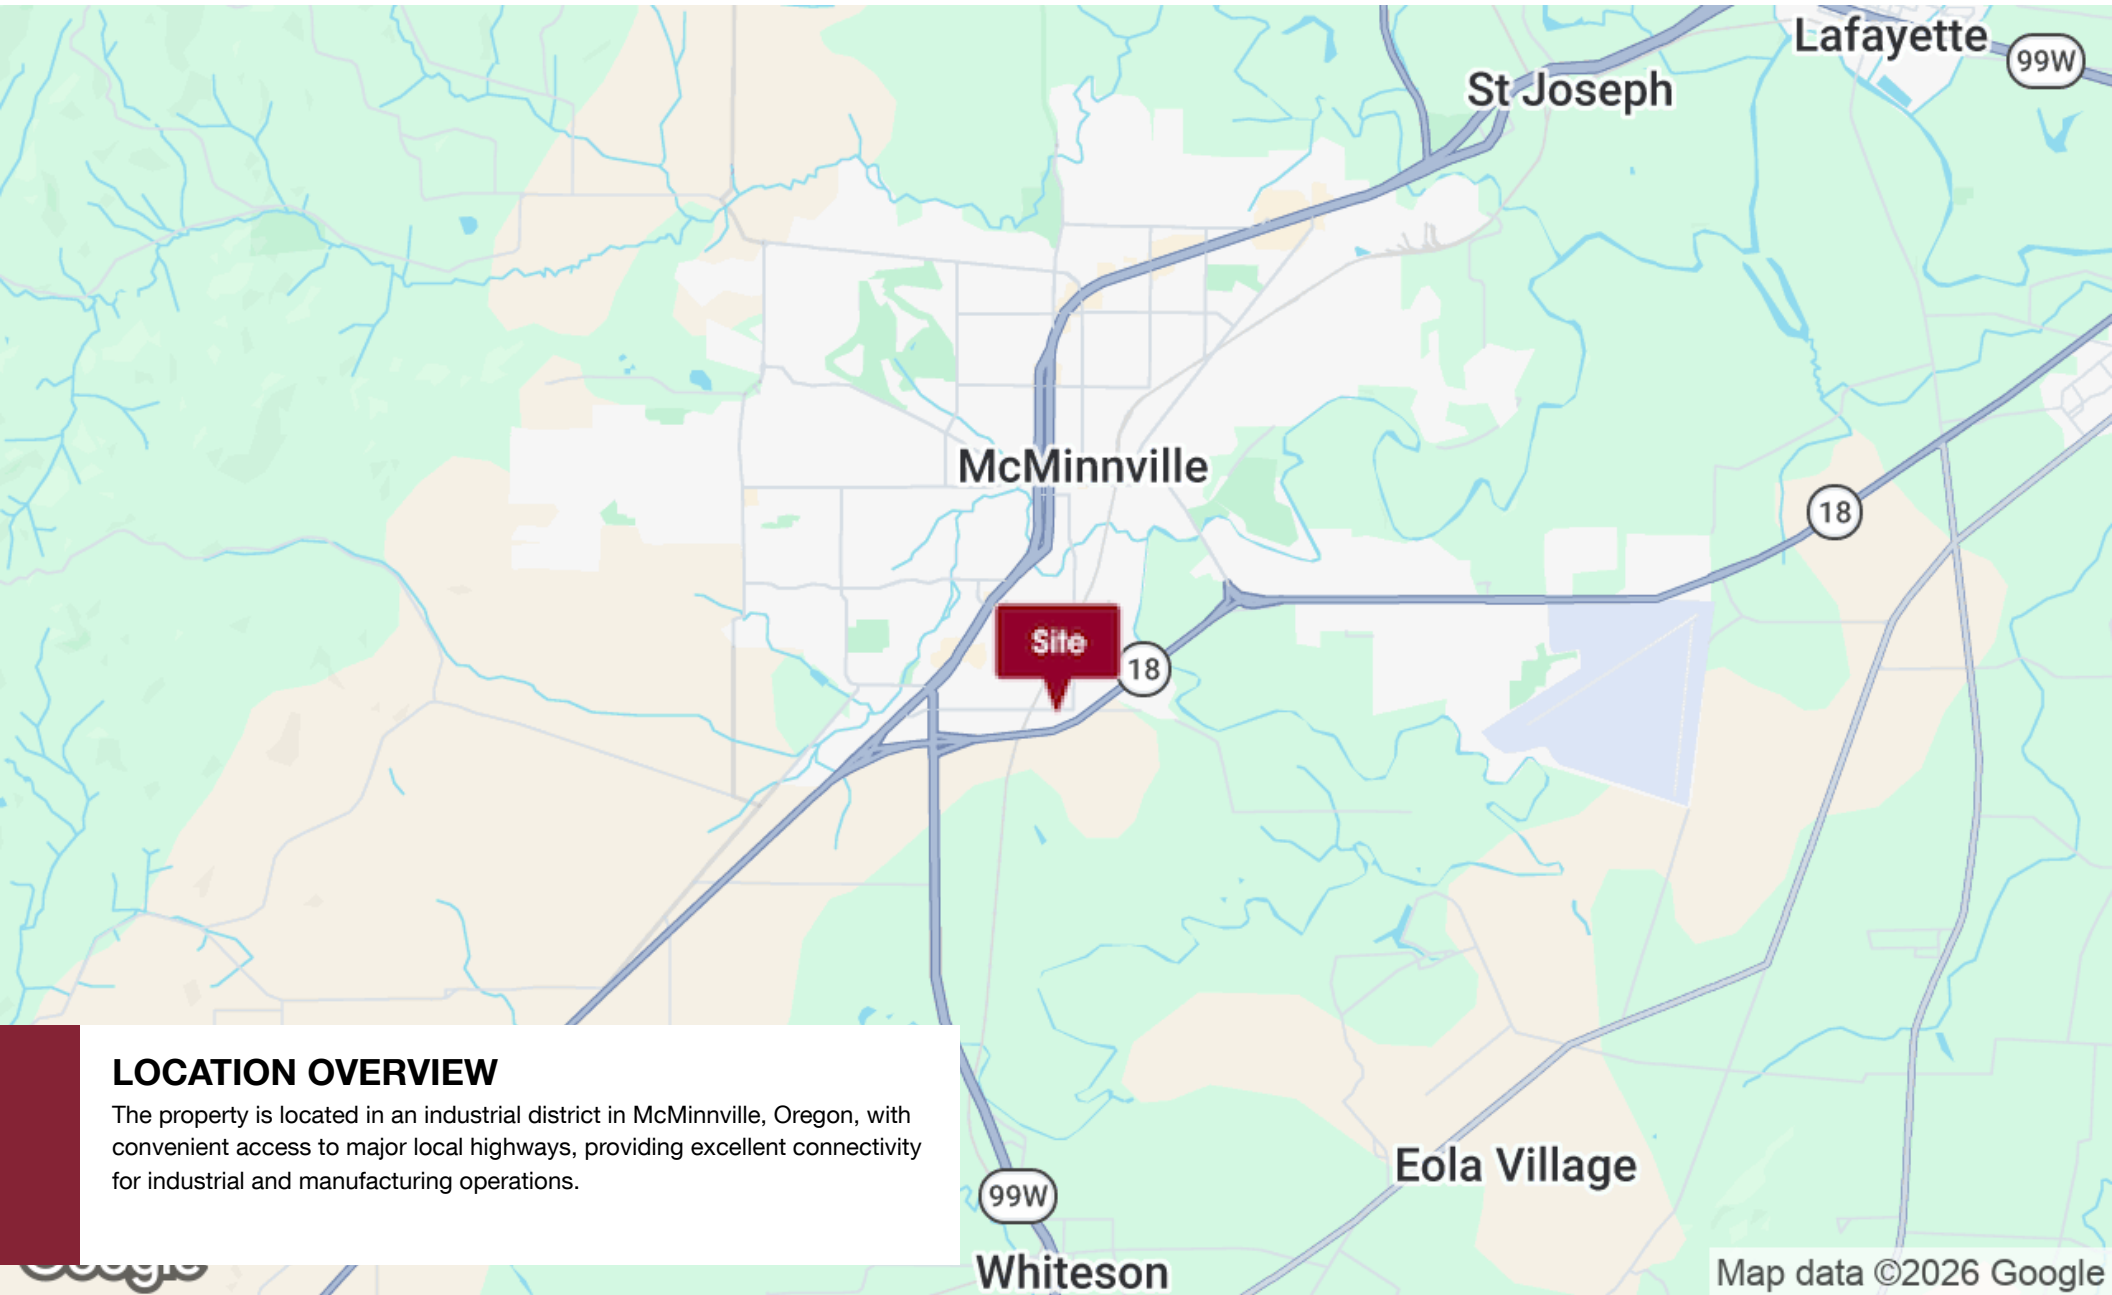 Lafayette
99W
St Joseph
McMinnville
18
Site
18
LOCATION OVERVIEW
The property is located in an industrial district in McMinnville, Oregon, with
convenient access to major local highways, providing excellent connectivity
for industrial and manufacturing operations.
Eola Village
99W
Google
Whiteson
Map data ©2026 Google